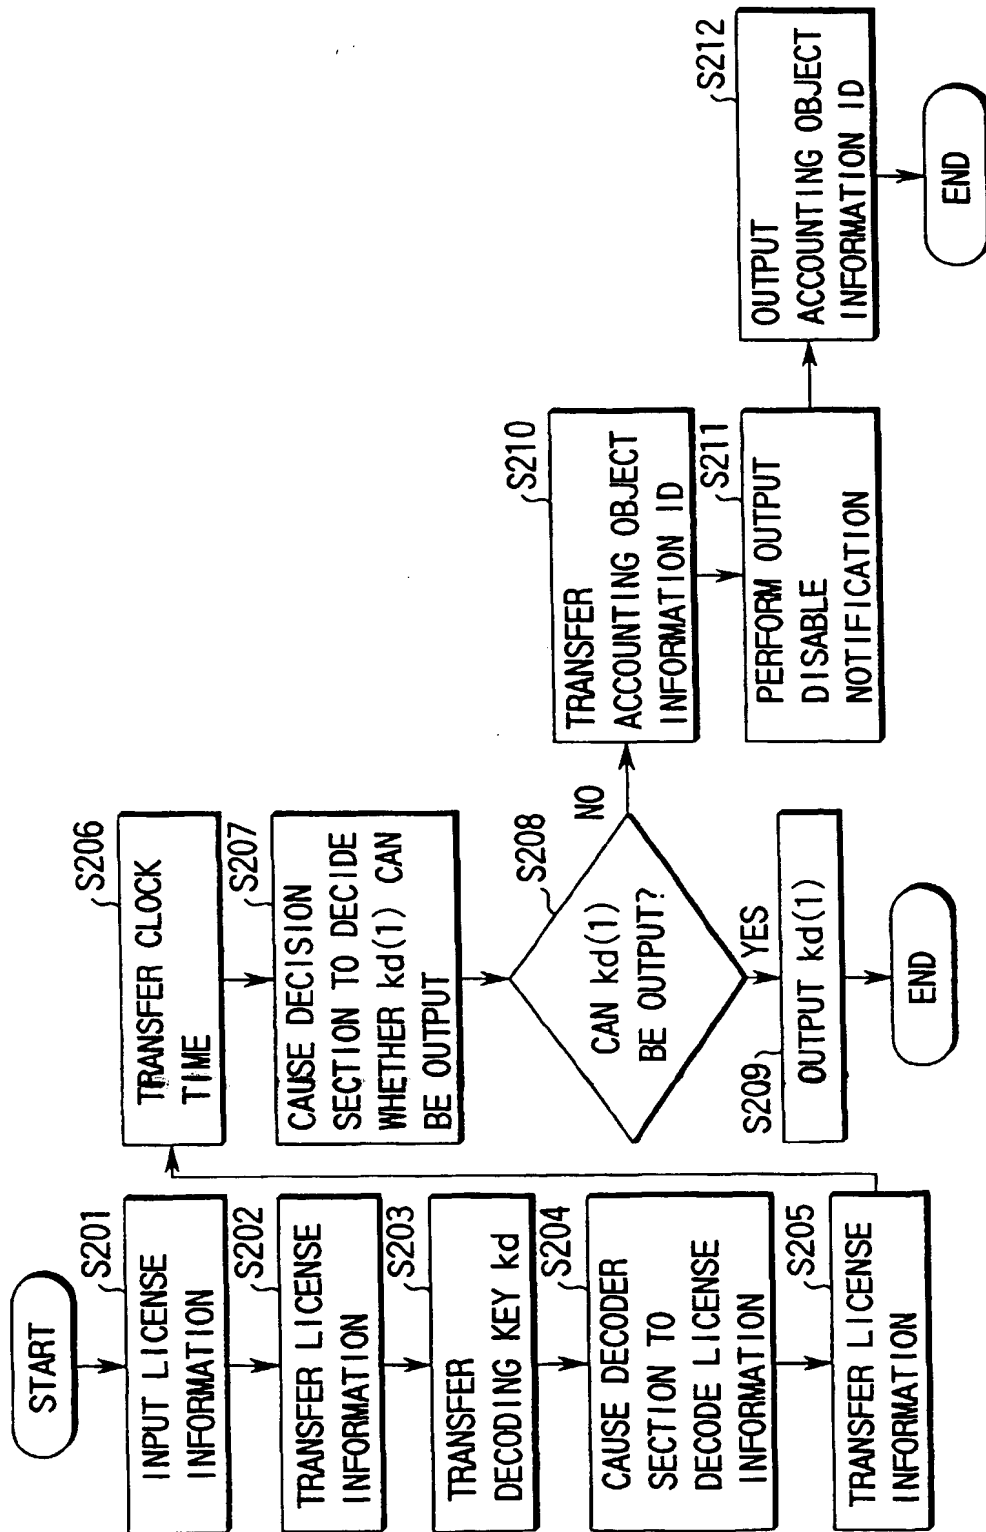 START
S201
INPUT LICENSE
INFORMATION
S202
TRANSFER LICENSE
INFORMATION
S203
TRANSFER
DECODING KEY kd
S204
CAUSE DECODER
SECTION TO
DECODE LICENSE
INFORMATION
S205
TRANSFER LICENSE
INFORMATION
S206
TRANSFER CLOCK
TIME
S207
CAUSE DECISION
SECTION TO DECIDE
WHETHER kd(1) CAN
BE OUTPUT
S208
CAN kd(1)
BE OUTPUT?
NO
YES
S209
OUTPUT kd(1)
END
S210
TRANSFER
ACCOUNTING OBJECT
INFORMATION ID
S211
PERFORM OUTPUT
DISABLE
NOTIFICATION
S212
OUTPUT
ACCOUNTING OBJECT
INFORMATION ID
END